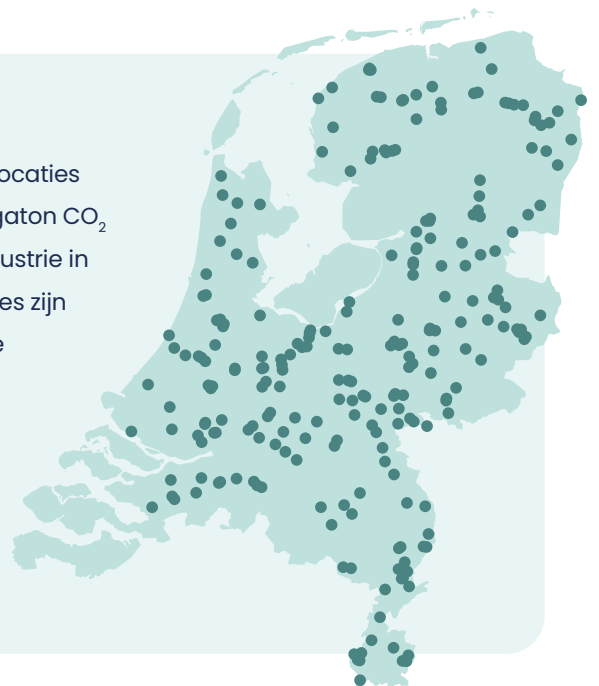 ocaties
gaton CO₂
ustrie in
es zijn
e